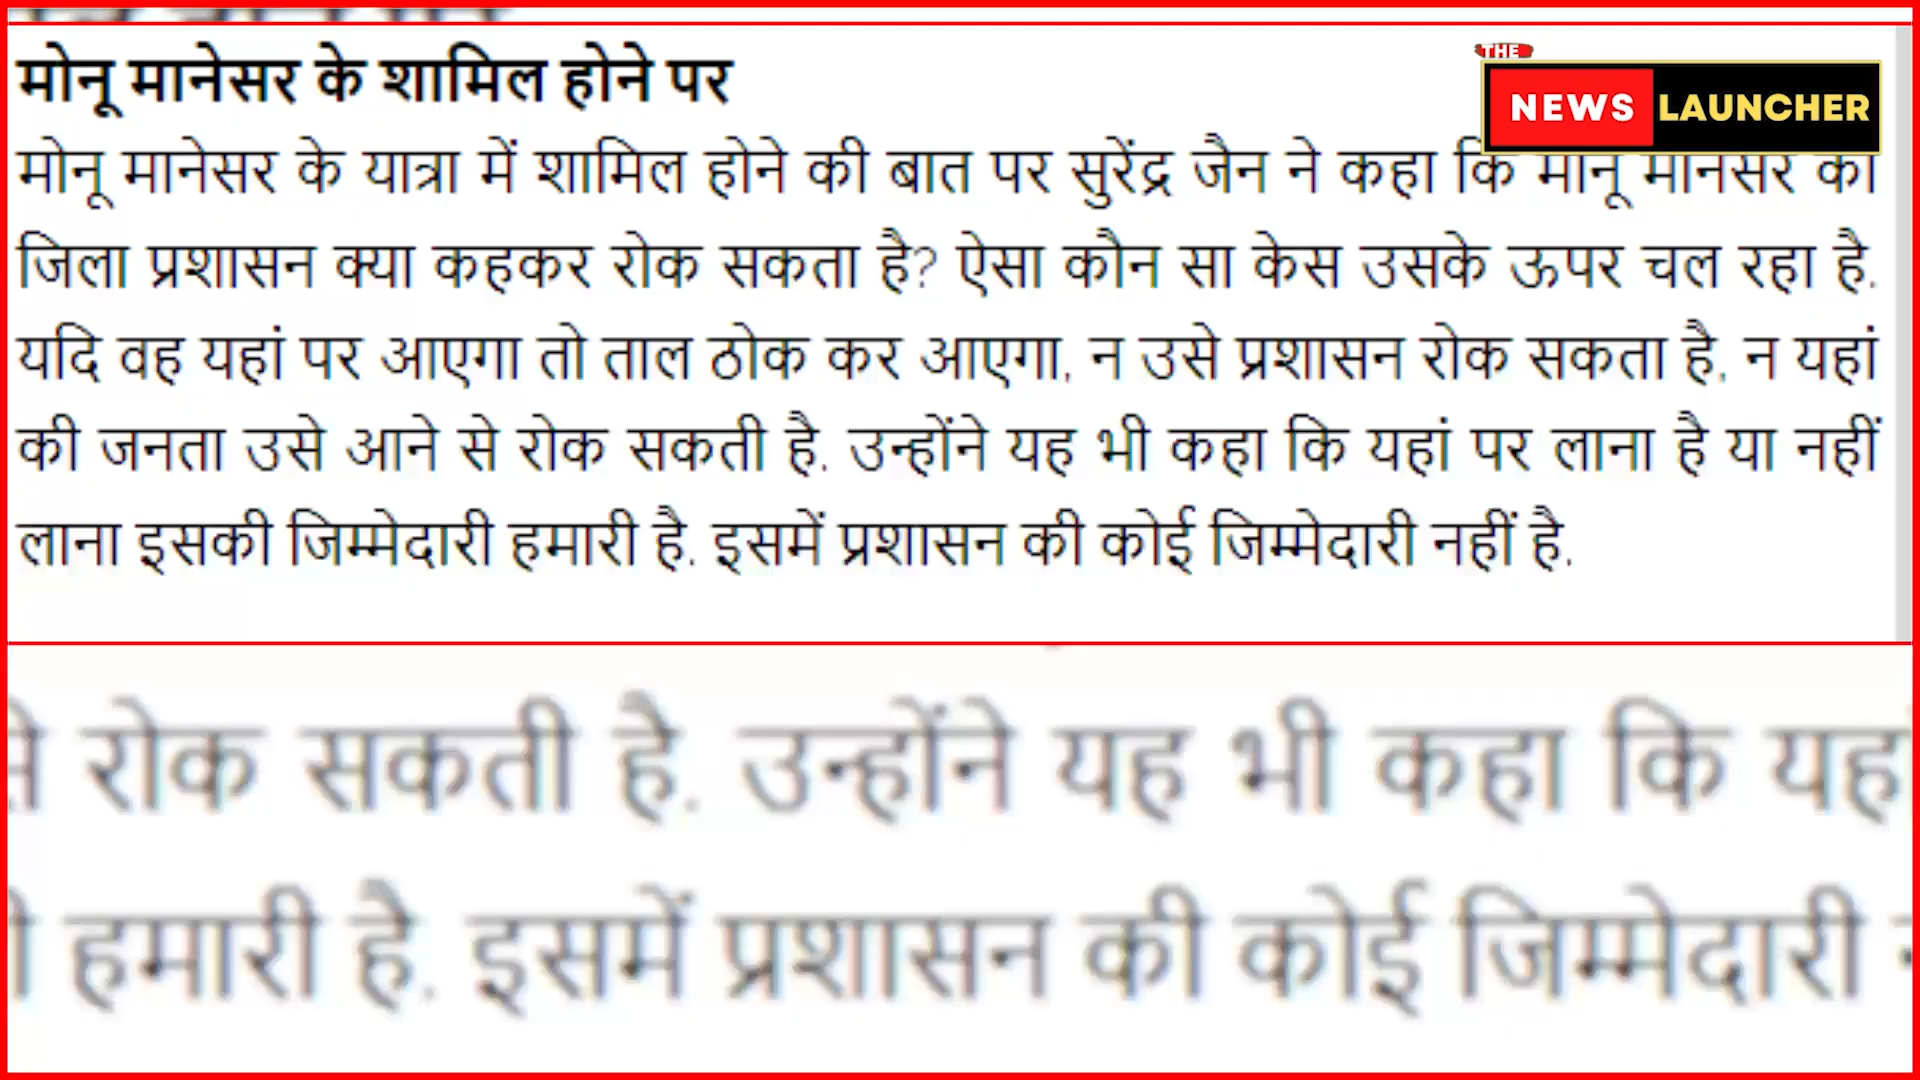 मोनू मानेसर के शामिल होने पर
THE
NEWS LAUNCHER
मोनू मानेसर के यात्रा में शामिल होने की बात पर सुरेंद्र जैन ने कहा कि मोनू मानेसर को
जिला प्रशासन क्या कहकर रोक सकता है? ऐसा कौन सा केस उसके ऊपर चल रहा है.
यदि वह यहां पर आएगा तो ताल ठोक कर आएगा, न उसे प्रशासन रोक सकता है, न यहां
की जनता उसे आने से रोक सकती है. उन्होंने यह भी कहा कि यहां पर लाना है या नहीं
लाना इसकी जिम्मेदारी हमारी है. इसमें प्रशासन की कोई जिम्मेदारी नहीं है.
रोक सकती है. उन्होंने यह भी कहा कि यह
हमारी है. इसमें प्रशासन की कोई जिम्मेदारी